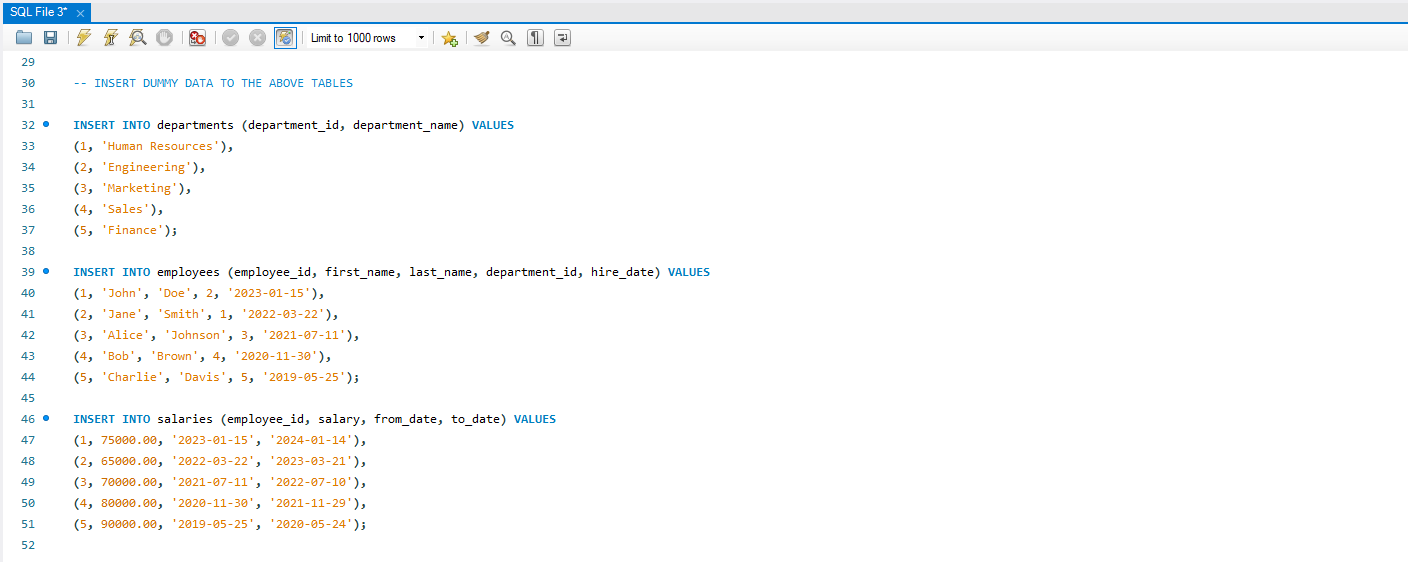 SQL File 3*
Limit to 1000 rows
29
30 -- INSERT DUMMY DATA TO THE ABOVE TABLES
31
32 INSERT INTO departments (department_id, department_name) VALUES
33 (1, 'Human Resources'),
34 (2, 'Engineering'),
35 (3, 'Marketing'),
36 (4, 'Sales'),
37 (5, 'Finance');
38
39 INSERT INTO employees (employee_id, first_name, last_name, department_id, hire_date) VALUES
40 (1, 'John', 'Doe', 2, '2023-01-15'),
41 (2, 'Jane', 'Smith', 1, '2022-03-22'),
42 (3, 'Alice', 'Johnson', 3, '2021-07-11'),
43 (4, 'Bob', 'Brown', 4, '2020-11-30'),
44 (5, 'Charlie', 'Davis', 5, '2019-05-25');
45
46 INSERT INTO salaries (employee_id, salary, from_date, to_date) VALUES
47 (1, 75000.00, '2023-01-15', '2024-01-14'),
48 (2, 65000.00, '2022-03-22', '2023-03-21'),
49 (3, 70000.00, '2021-07-11', '2022-07-10'),
50 (4, 80000.00, '2020-11-30', '2021-11-29'),
51 (5, 90000.00, '2019-05-25', '2020-05-24');
52